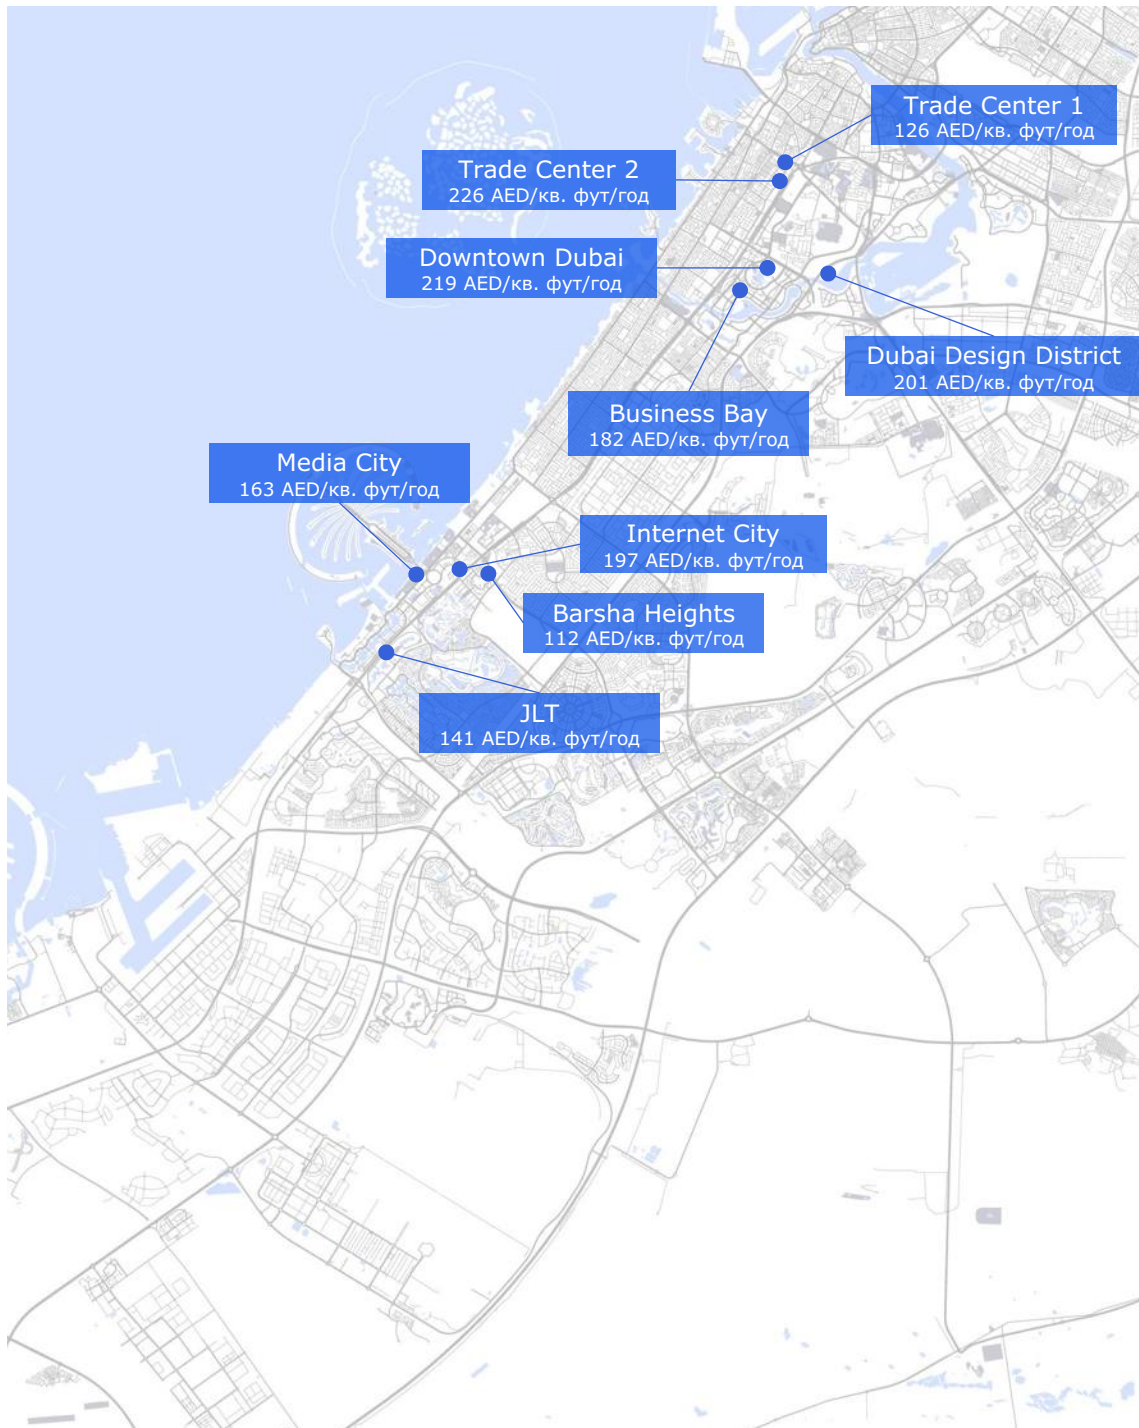 Trade Center 1
126 AED/кв. фут/год
Trade Center 2
226 AED/кв. фут/год
Downtown Dubai
219 AED/кв. фут/год
Dubai Design District
201 AED/кв. фут/год
Business Bay
182 AED/кв. фут/год
Media City
163 AED/кв. фут/год
Internet City
197 AED/кв. фут/год
Barsha Heights
112 AED/кв. фут/год
JLT
141 AED/кв. фут/год